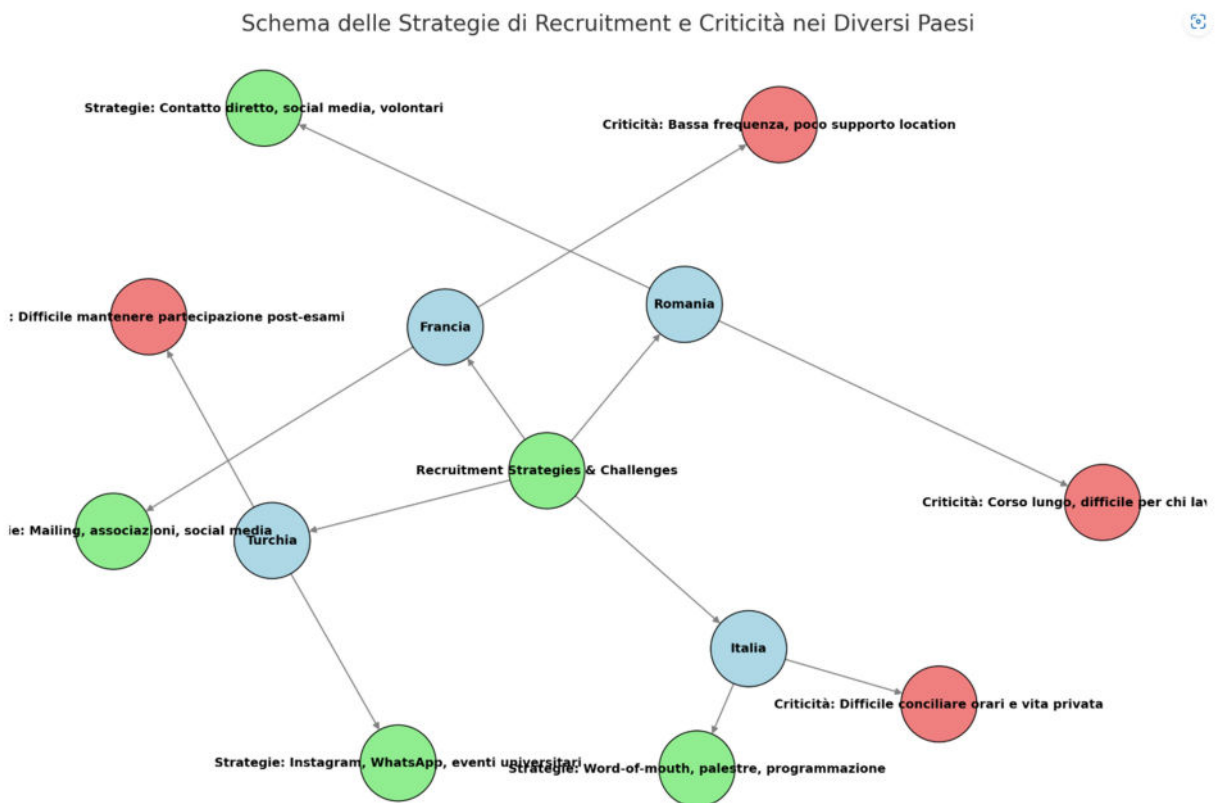 Schema delle Strategie di Recruitment e Criticità nei Diversi Paesi
Strategie: Contatto diretto, social media, volontari
Criticità: Bassa frequenza, poco supporto location
Romania
: Difficile mantenere partecipazione post-esami
Francia
Recruitment Strategies & Challenges
Criticità: Corso lungo, difficile per chi
ie: Mailing, associazioni, social media
Turchia
Italia
Criticità: Difficile conciliare orari e vita privata
Strategie: Instagram, WhatsApp, eventi universitari
Strategie: Word-of-mouth, palestre, programmazione